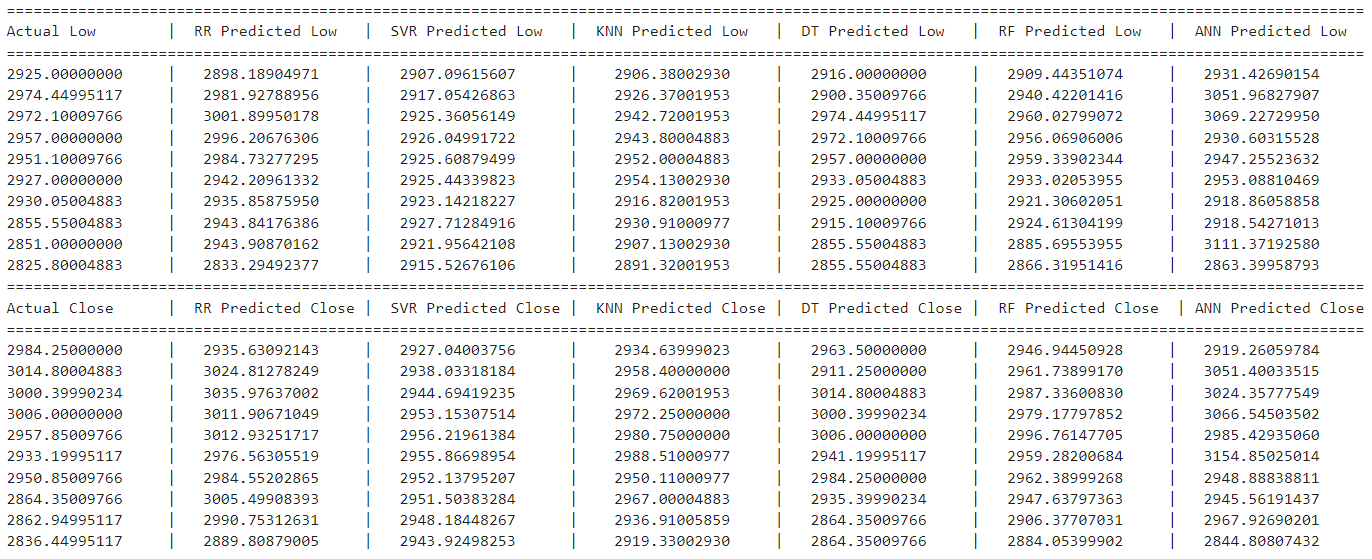 ====================================================================================================================================================
Actual Low | RR Predicted Low | SVR Predicted Low | KNN Predicted Low | DT Predicted Low | RF Predicted Low | ANN Predicted Low
====================================================================================================================================================
2925.00000000 | 2898.18904971 | 2907.09615607 | 2906.38002930 | 2916.00000000 | 2909.44351074 | 2931.42690154
2974.44995117 | 2981.92788956 | 2917.05426863 | 2926.37001953 | 2900.35009766 | 2940.42201416 | 3051.96827907
2972.10009766 | 3001.89950178 | 2925.36056149 | 2942.72001953 | 2974.44995117 | 2960.02799072 | 3069.22729950
2957.00000000 | 2996.20676306 | 2926.04991722 | 2943.80004883 | 2972.10009766 | 2956.06906006 | 2930.60315528
2951.10009766 | 2984.73277295 | 2925.60879499 | 2952.00004883 | 2957.00000000 | 2959.33902344 | 2947.25523632
2927.00000000 | 2942.20961332 | 2925.44339823 | 2954.13002930 | 2933.05004883 | 2933.02053955 | 2953.08810469
2930.05004883 | 2935.85875950 | 2923.14218227 | 2916.82001953 | 2925.00000000 | 2921.30602051 | 2918.86058858
2855.55004883 | 2943.84176386 | 2927.71284916 | 2930.91000977 | 2915.10009766 | 2924.61304199 | 2918.54271013
2851.00000000 | 2943.90870162 | 2921.95642108 | 2907.13002930 | 2855.55004883 | 2885.69553955 | 3111.37192580
2825.80004883 | 2833.29492377 | 2915.52676106 | 2891.32001953 | 2855.55004883 | 2866.31951416 | 2863.39958793
====================================================================================================================================================
Actual Close | RR Predicted Close | SVR Predicted Close | KNN Predicted Close | DT Predicted Close | RF Predicted Close | ANN Predicted Close
====================================================================================================================================================
2984.25000000 | 2935.63092143 | 2927.04003756 | 2934.63999023 | 2963.50000000 | 2946.94450928 | 2919.26059784
3014.80004883 | 3024.81278249 | 2938.03318184 | 2958.40000000 | 2911.25000000 | 2961.73899170 | 3051.40033515
3000.39990234 | 3035.97637002 | 2944.69419235 | 2969.62001953 | 3014.80004883 | 2987.33600830 | 3024.35777549
3006.00000000 | 3011.90671049 | 2953.15307514 | 2972.25000000 | 3000.39990234 | 2979.17797852 | 3066.54503502
2957.85009766 | 3012.93251717 | 2956.21961384 | 2980.75000000 | 3006.00000000 | 2996.76147705 | 2985.42935060
2933.19995117 | 2976.56305519 | 2955.86698954 | 2988.51000977 | 2941.19995117 | 2959.28200684 | 3154.85025014
2950.85009766 | 2984.55202865 | 2952.13795207 | 2950.11000977 | 2984.25000000 | 2962.38999268 | 2948.88838811
2864.35009766 | 3005.49908393 | 2951.50383284 | 2967.00004883 | 2935.39990234 | 2947.63797363 | 2945.56191437
2862.94995117 | 2990.75312631 | 2948.18448267 | 2936.91005859 | 2864.35009766 | 2906.37707031 | 2967.92690201
2836.44995117 | 2889.80879005 | 2943.92498253 | 2919.33002930 | 2864.35009766 | 2884.05399902 | 2844.80807432